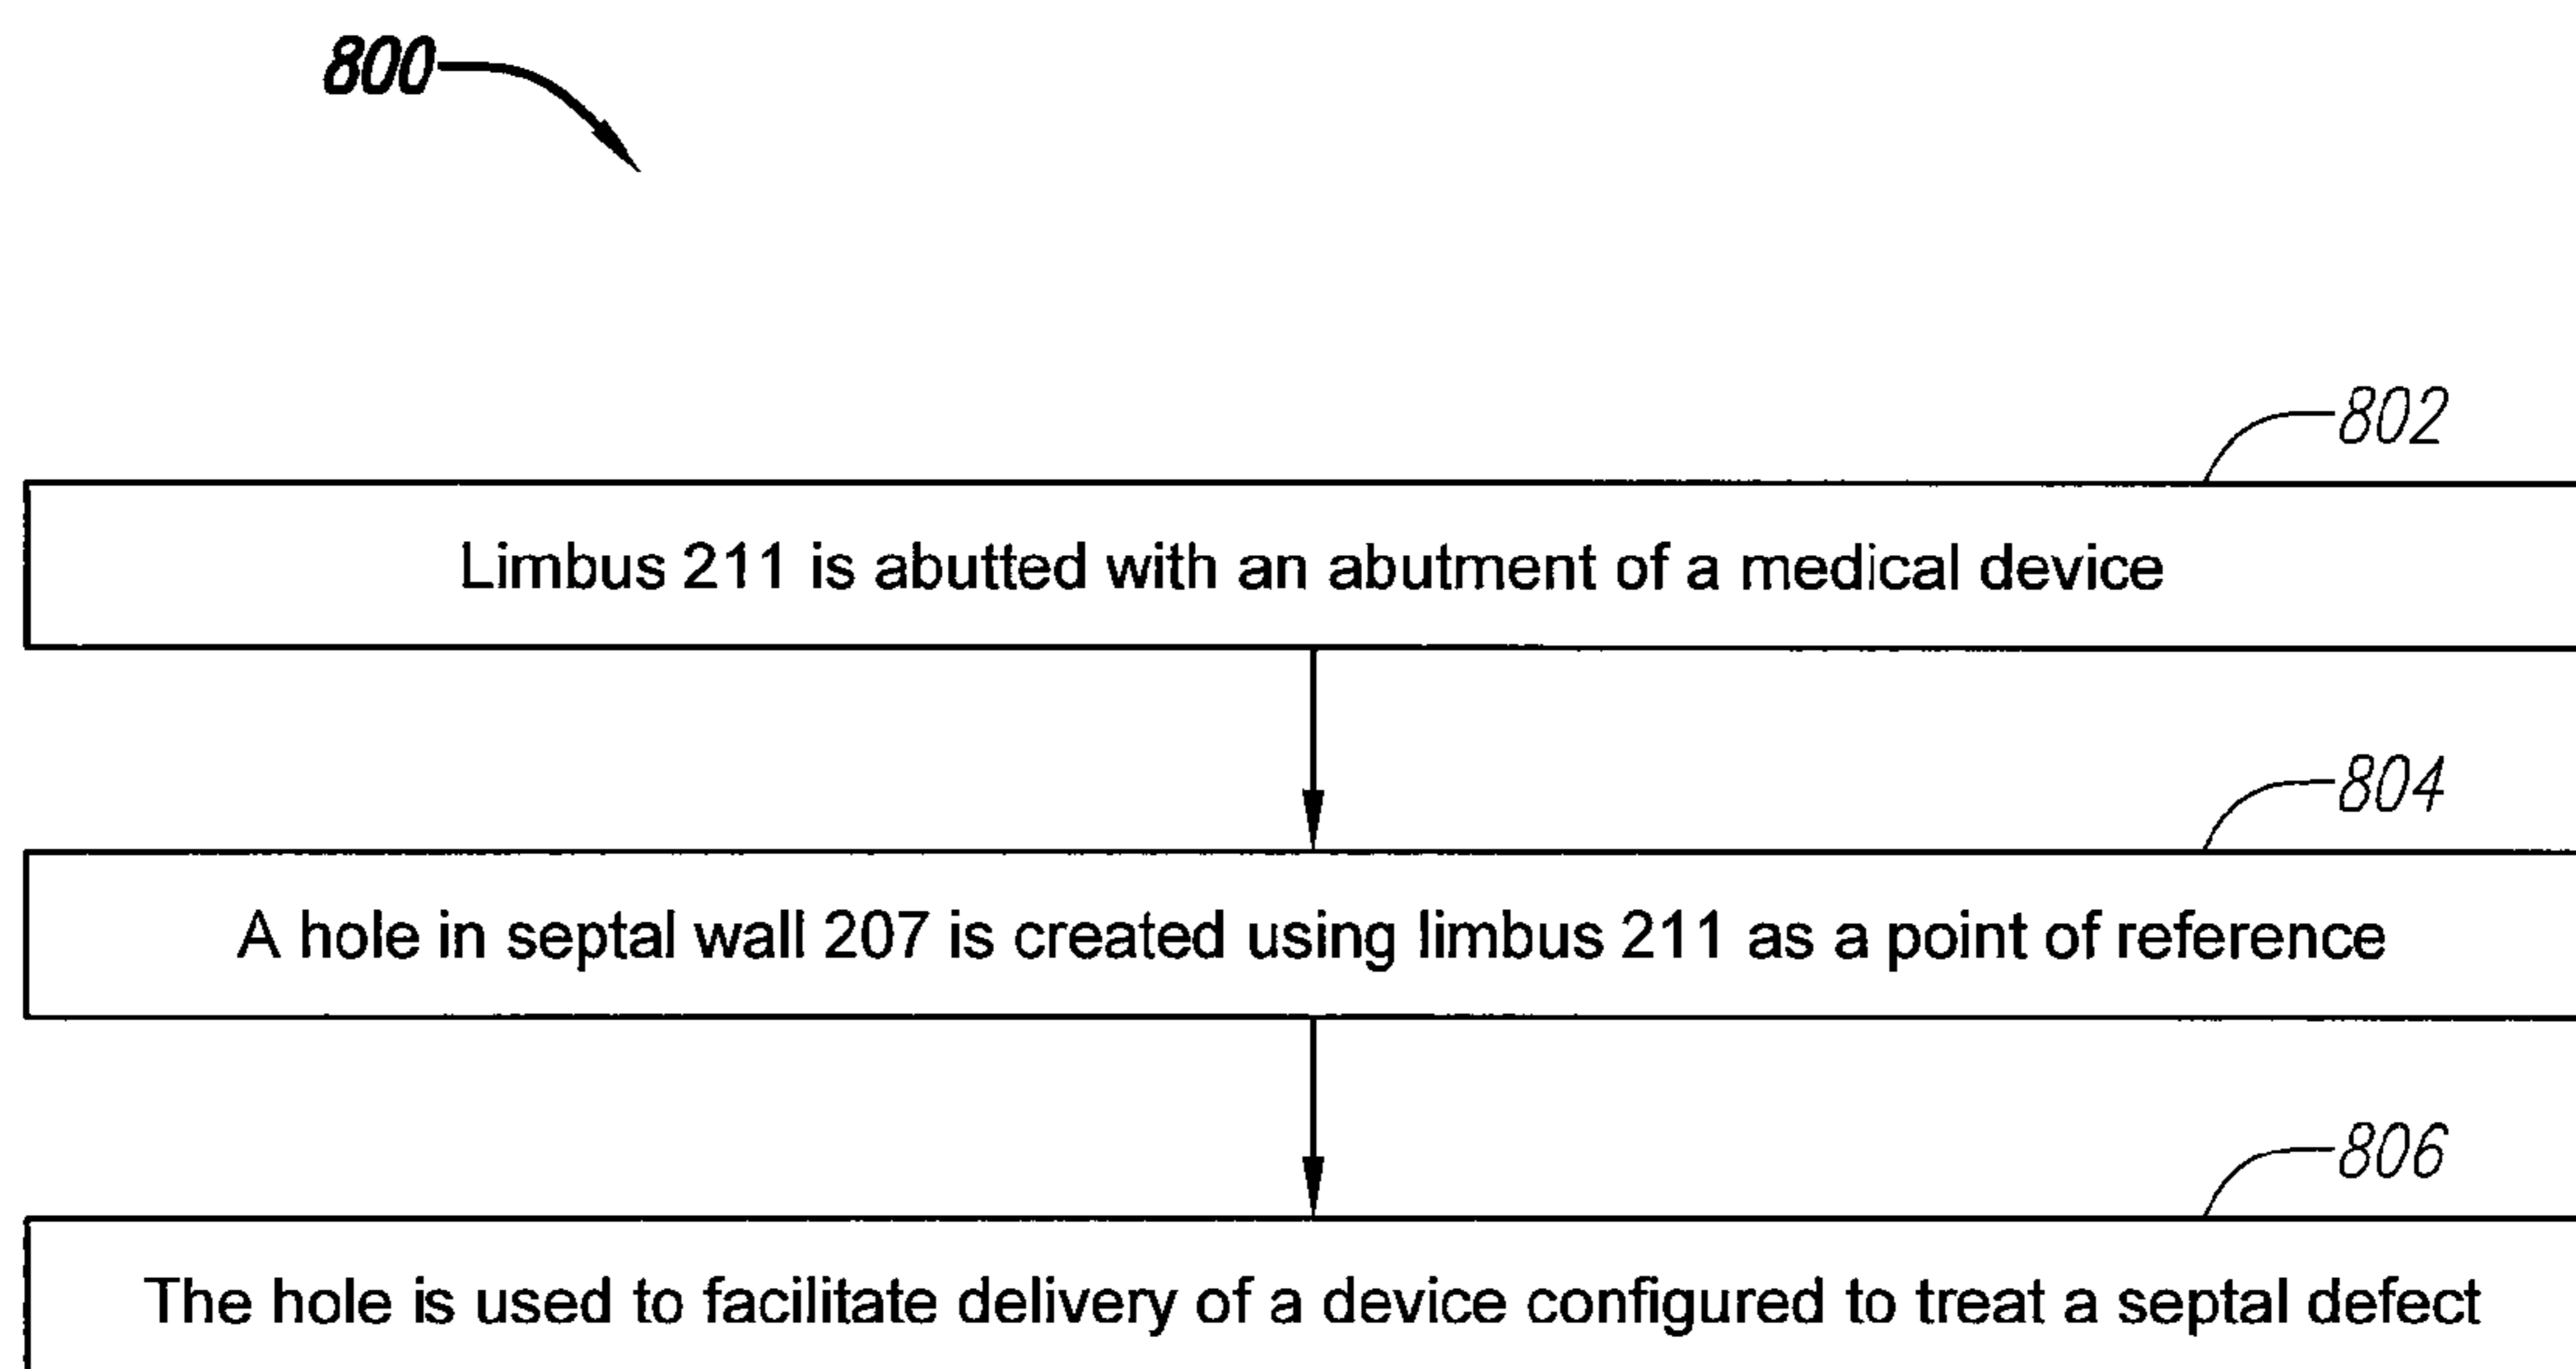 800
802
Limbus 211 is abutted with an abutment of a medical device
804
A hole in septal wall 207 is created using limbus 211 as a point of reference
806
The hole is used to facilitate delivery of a device configured to treat a septal defect